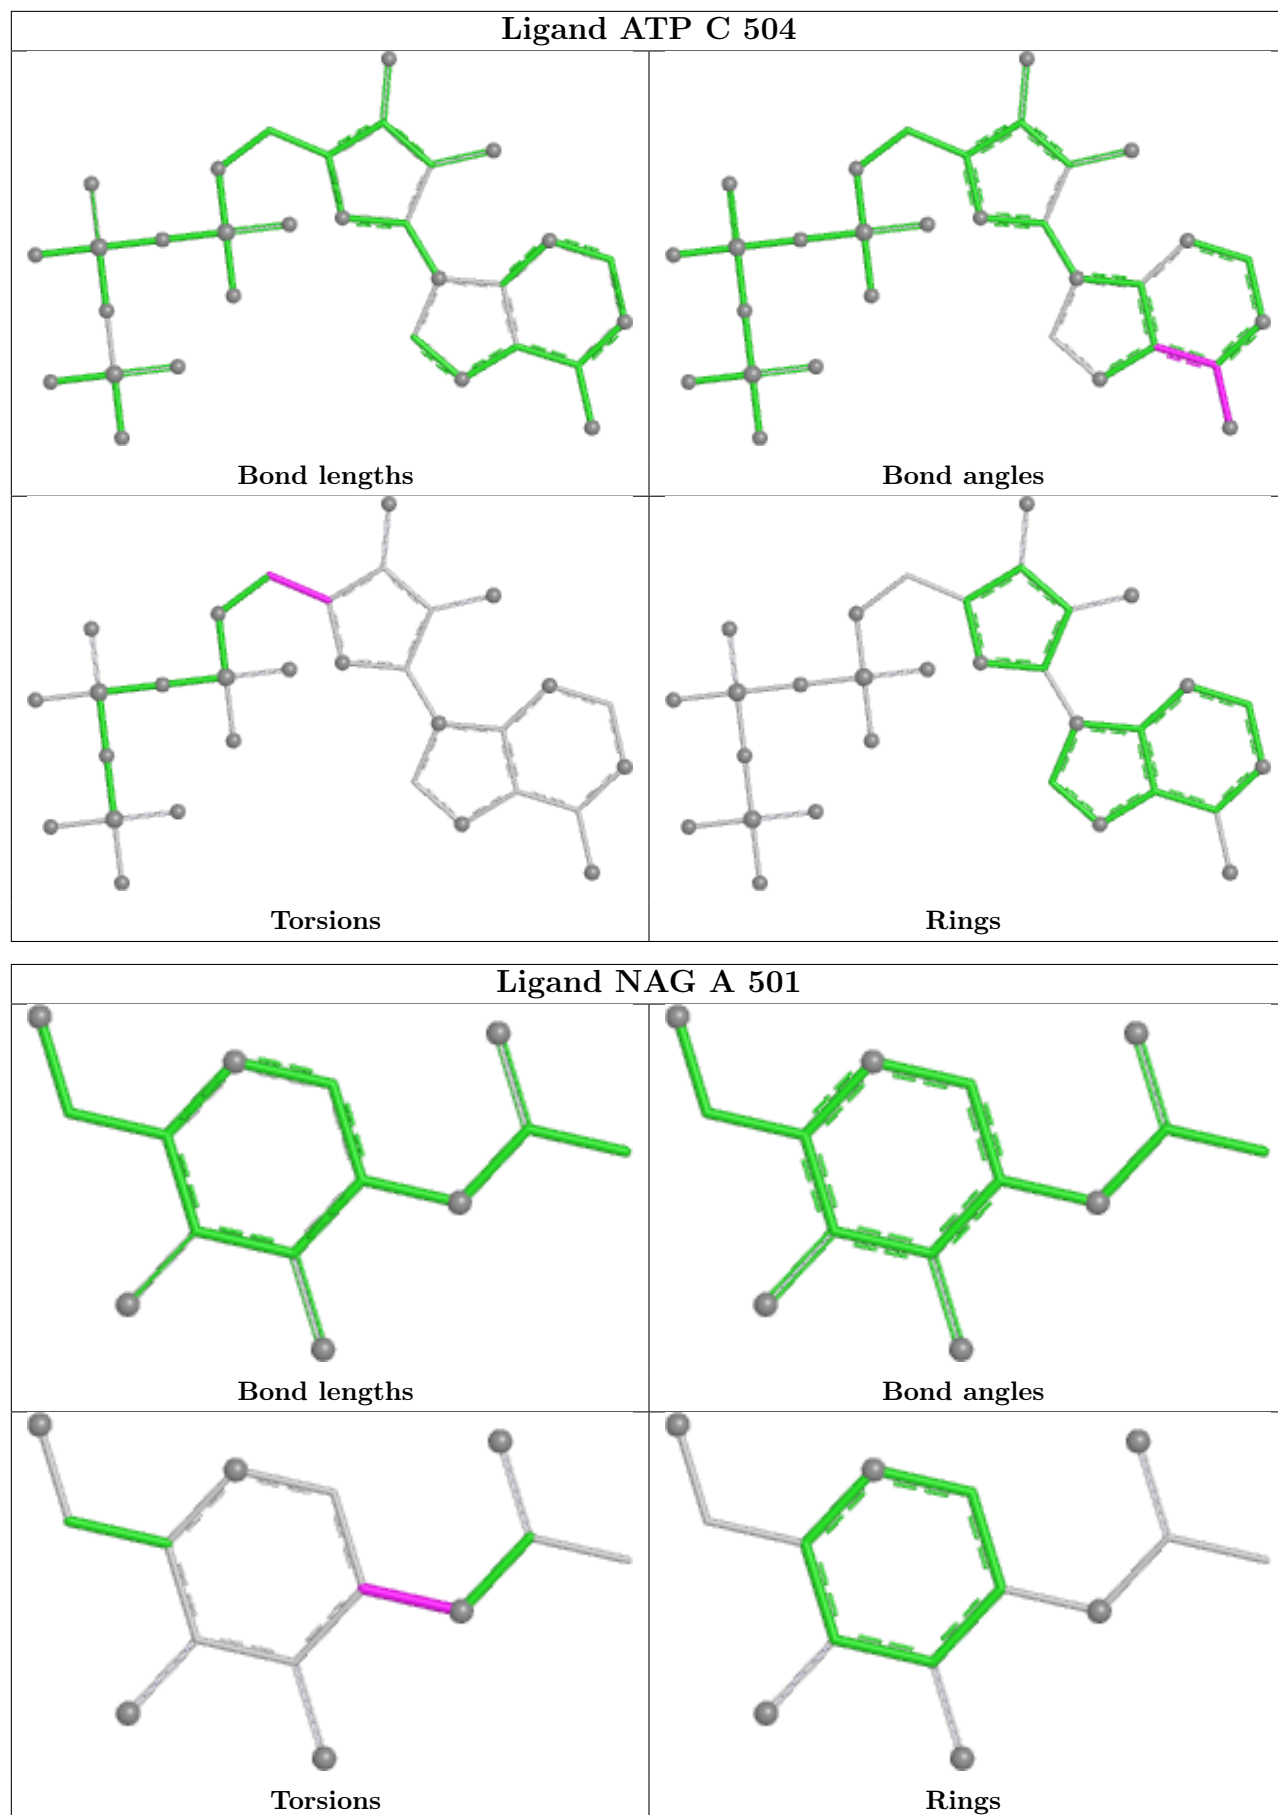 Ligand ATP C 504
Bond lengths
Bond angles
Torsions
Rings
Ligand NAG A 501
Bond lengths
Bond angles
Torsions
Rings